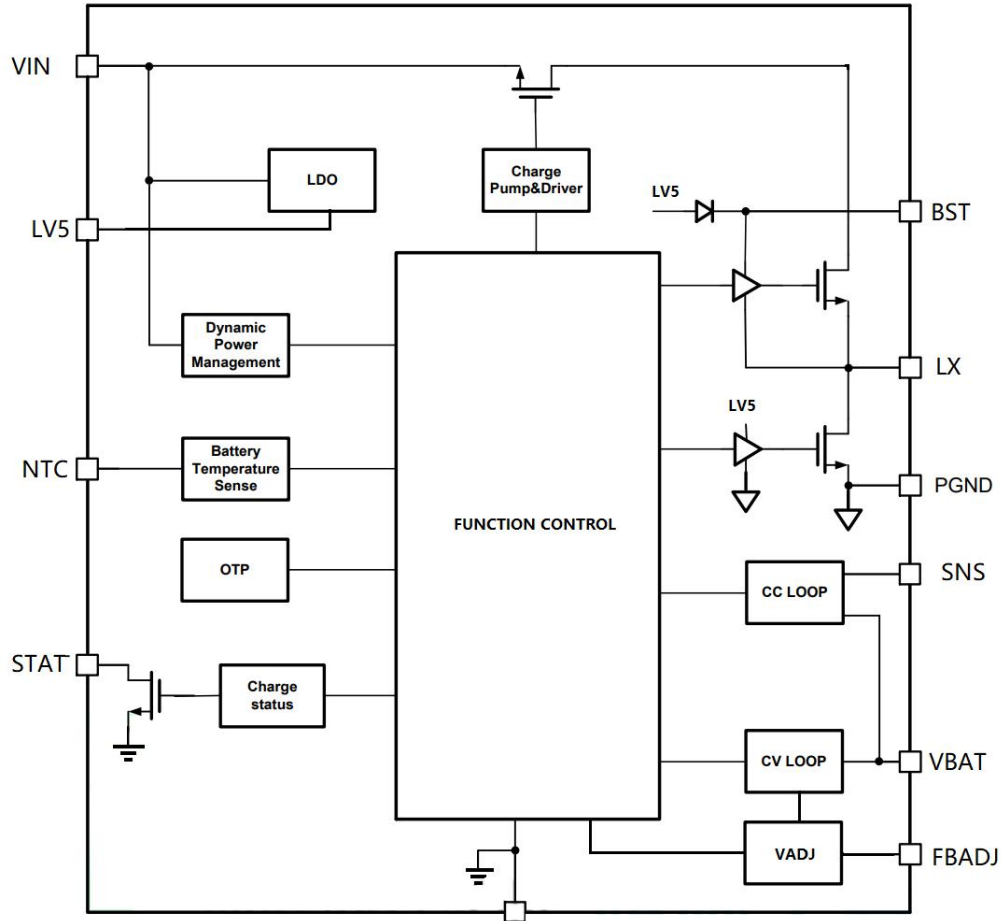 VIN
LDO
Charge
Pump&Driver
LV5
LV5
BST
Dynamic
Power
Management
LX
LV5
NTC
Battery
Temperature
Sense
PGND
FUNCTION CONTROL
OTP
CC LOOP
SNS
STAT
Charge
status
CV LOOP
VBAT
VADJ
FBADJ